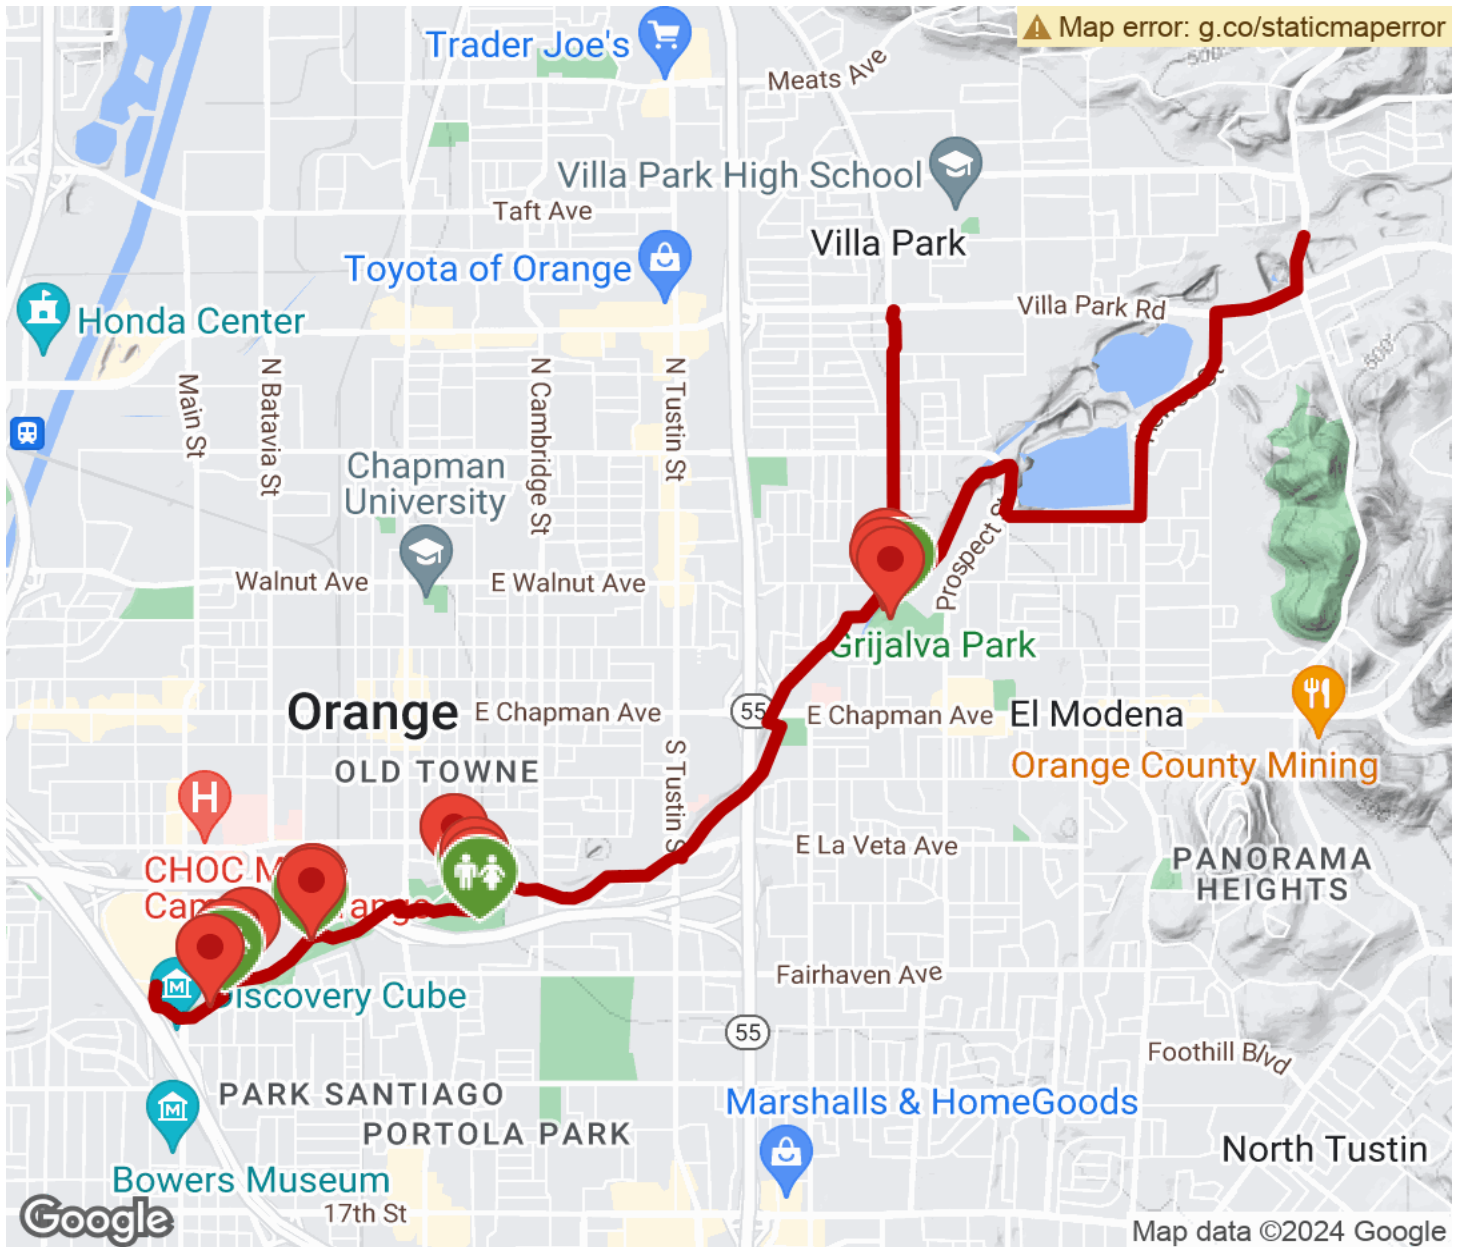 Map error: g.co/staticmaperror
Trader Joe's
Meats Ave
500'
Villa Park High School
Taft Ave
Villa Park
Toyota of Orange
Villa Park Rd
Honda Center
Main St
N Batavia St
N Cambridge St
N Tustin St
500'
Chapman
University
Walnut Ave
E Walnut Ave
Prospect St
Grijalva Park
Orange
E Chapman Ave
55
E Chapman Ave
El Modena
OLD TOWNE
Orange County Mining
H
S Tustin S
E La Veta Ave
CHOC M
PANORAMA
HEIGHTS
Fairhaven Ave
Discovery Cube
55
Foothill Blvd
PARK SANTIAGO
PORTOLA PARK
Marshalls & HomeGoods
North Tustin
Bowers Museum
17th St
Google
Map data ©2024 Google